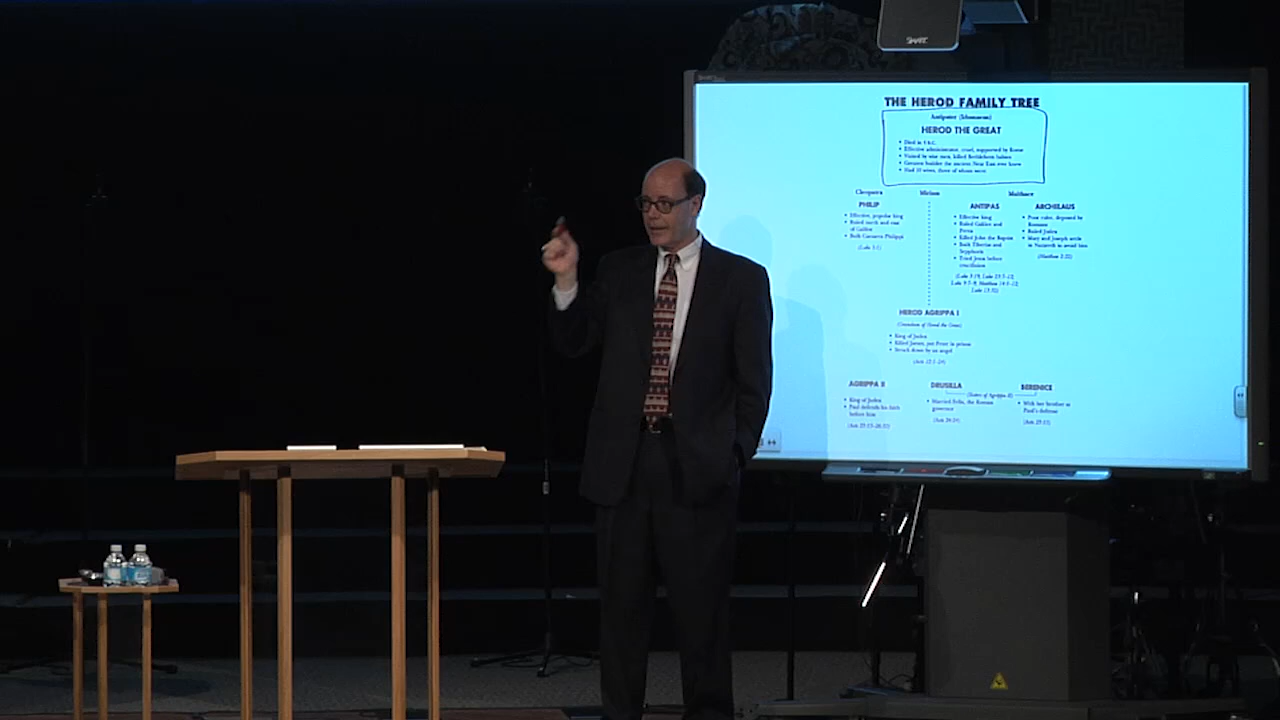 SMART
THE HEROD FAMILY TREE
Antipater (Idumaean)
HEROD THE GREAT
• Died in 4 B.C.
• Effective administrator, cruel, supported by Rome
• Visited by wise men, killed Bethlehem babies
• Greatest builder the ancient Near East ever knew
• Had 10 wives, three of whom were
Cleopatra
Miriam
Malthace
PHILIP
• Effective, popular king
• Ruled north and east
of Galilee
• Built Caesarea Philippi
(Luke 3:1)
ANTIPAS
• Effective king
• Ruled Galilee and
Perea
• Killed John the Baptist
• Built Tiberias and
Sepphoris
• Tried Jesus before
crucifixion
ARCHELAUS
• Poor ruler, deposed by
Romans
• Ruled Judea
• Mary and Joseph settle
in Nazareth to avoid him
(Matthew 2:22)
HEROD AGRIPPA I
(Grandson of Herod the Great)
• King of Judea
• Killed James, put Peter in prison
• Struck down by an angel
(Acts 12:1-24)
AGRIPPA II
• King of Judea
• Paul defends his faith
before him
DRUSILLA
(Sisters of Agrippa II)
• Married Felix, the Roman
governor
(Acts 24:24)
BERENICE
• With her brother at
Paul's defense
(Acts 25:13)